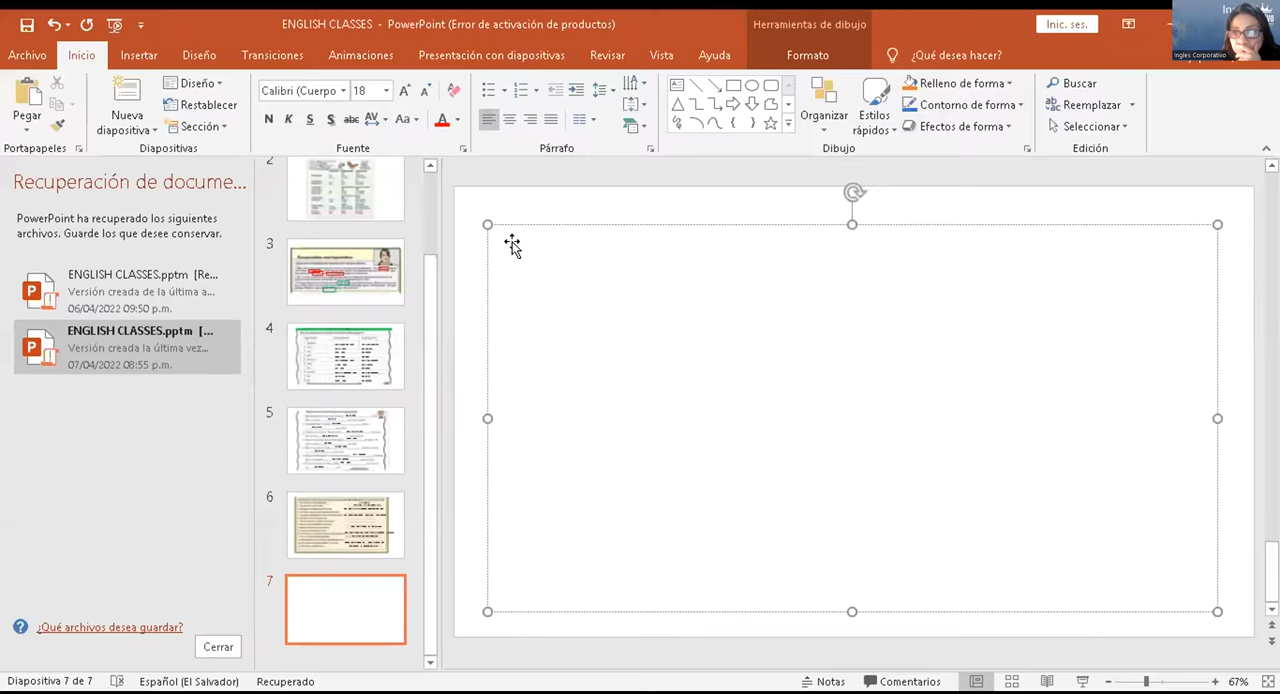 ENGLISH CLASSES - PowerPoint (Error de activación de productos)
Herramientas de dibujo
Inic. ses.
Ingles Corporativo
Archivo
Inicio
Insertar
Diseño
Transiciones
Animaciones
Presentación con diapositivas
Revisar
Vista
Ayuda
Formato
¿Qué desea hacer?
Pegar
Nueva
diapositiva
Diseño
Restablecer
Sección
Calibri (Cuerpo
18
N K S S abc AV Aa A
Organizar
Estilos
rápidos
Relleno de forma
Contorno de forma
Efectos de forma
Buscar
Reemplazar
Seleccionar
Portapapeles
Diapositivas
Fuente
Párrafo
Dibujo
Edición
Recuperación de docume...
PowerPoint ha recuperado los siguientes
archivos. Guarde los que desee conservar.
ENGLISH CLASSES.pptm [Re...
Versión creada de la última a...
06/04/2022 09:50 p.m.
ENGLISH CLASSES.pptm [...
Versión creada la última vez...
07/04/2022 08:55 p.m.
¿Qué archivos desea guardar?
Cerrar
2
3
4
5
6
7
Diapositiva 7 de 7
Español (El Salvador)
Recuperado
Notas
Comentarios
67%